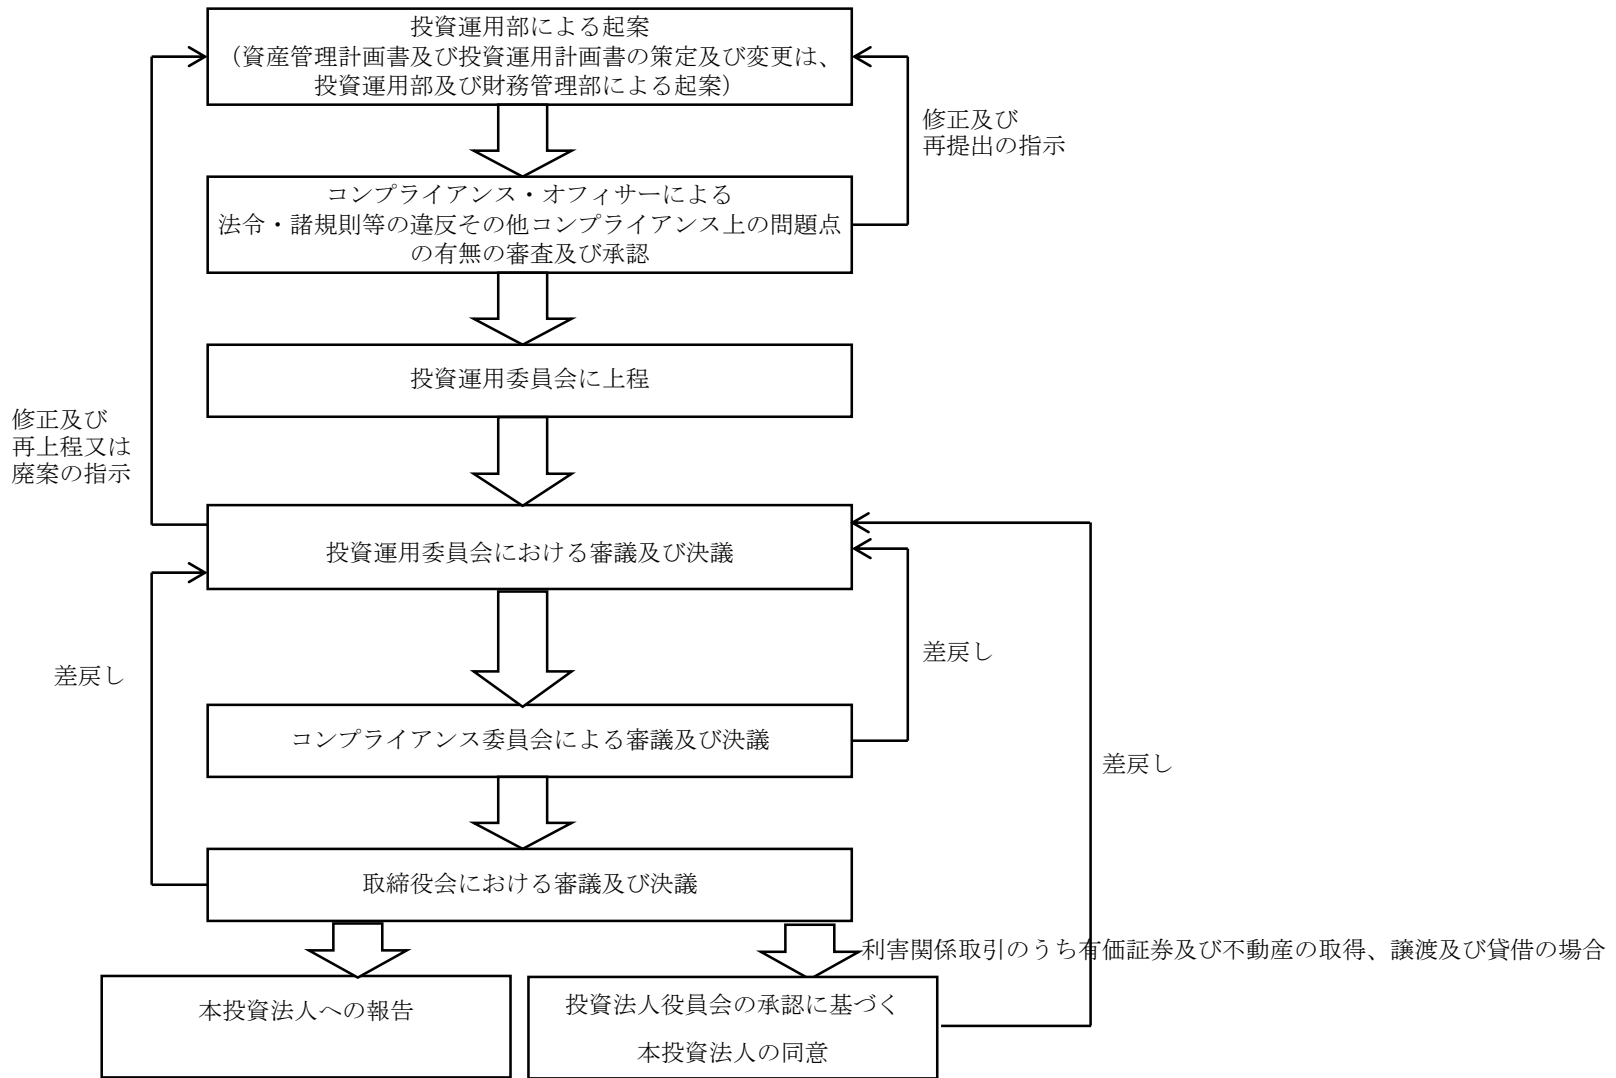 投資運用部による起案
（資産管理計画書及び投資運用計画書の策定及び変更は、
投資運用部及び財務管理部による起案）
修正及び
再提出の指示
コンプライアンス・オフィサーによる
法令・諸規則等の違反その他コンプライアンス上の問題点
の有無の審査及び承認
投資運用委員会に上程
修正及び
再上程又は
廃案の指示
投資運用委員会における審議及び決議
差戻し
差戻し
コンプライアンス委員会による審議及び決議
差戻し
取締役会における審議及び決議
利害関係取引のうち有価証券及び不動産の取得、譲渡及び貸借の場合
本投資法人への報告
投資法人役員会の承認に基づく
本投資法人の同意